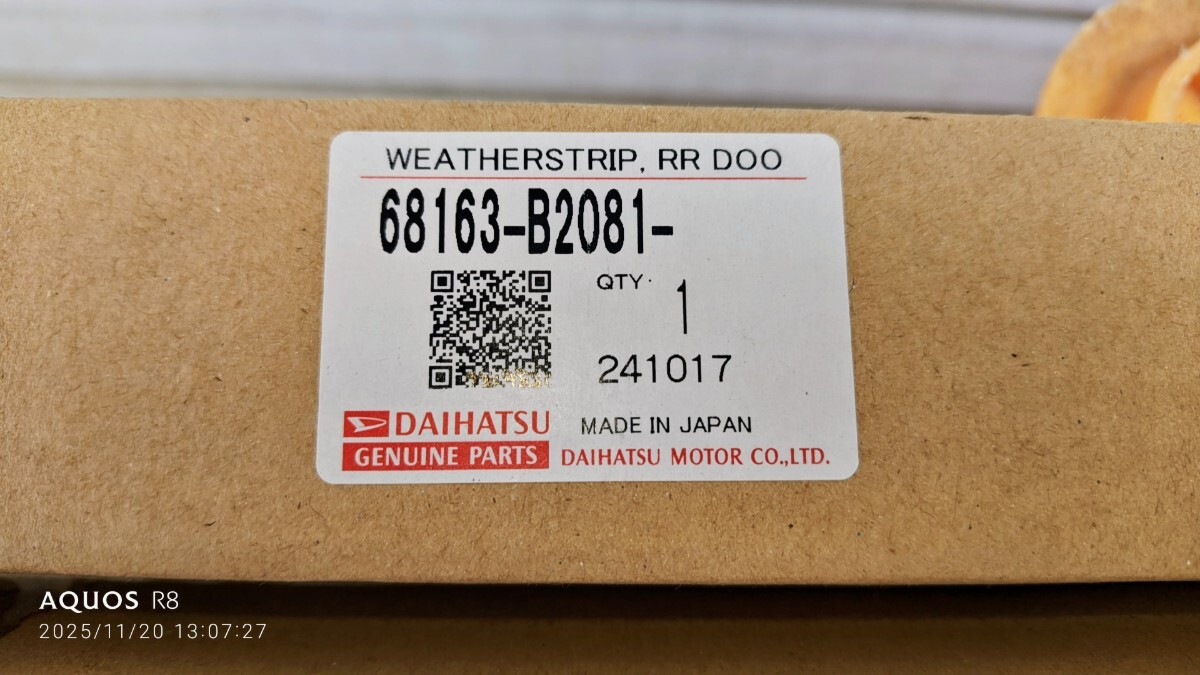 WEATHERSTRIP, RR DOO
68163-B2081-
QTY. 1
241017
DAIHATSU
MADE IN JAPAN
GENUINE PARTS
DAIHATSU MOTOR CO.,LTD.
AQUOS R8
2025/11/20 13:07:27